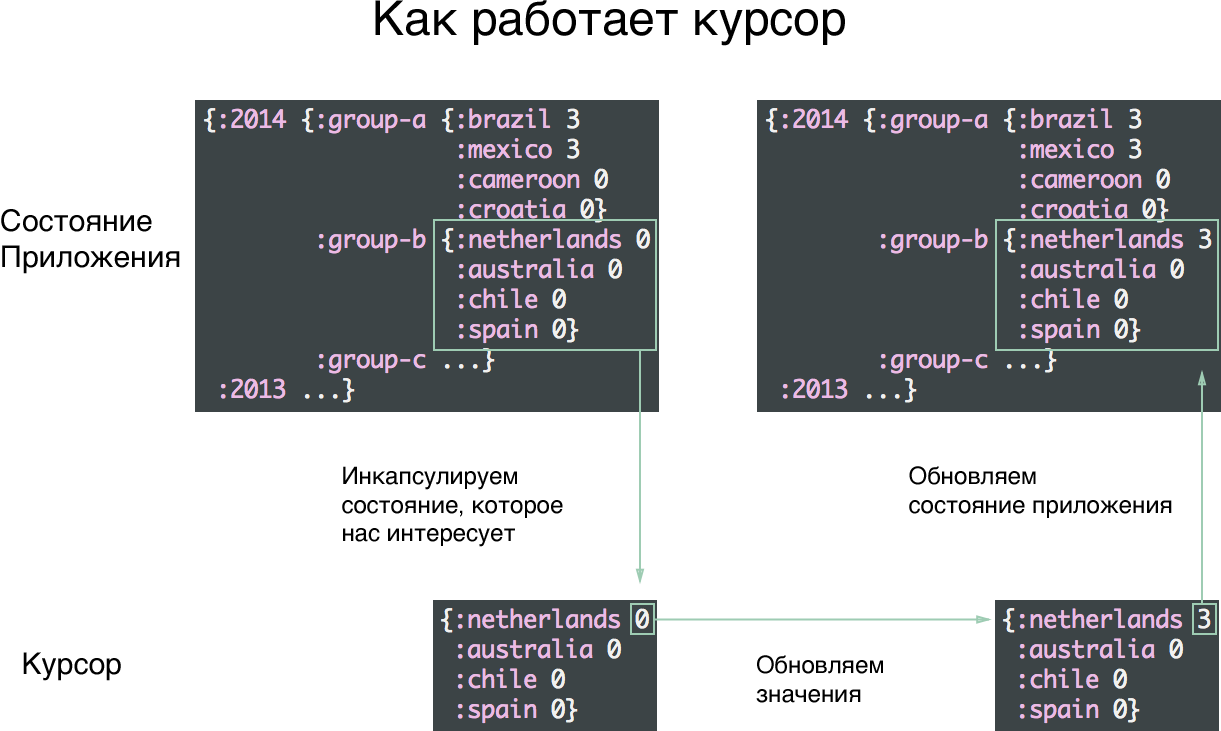 Как работает курсор
Состояние
Приложения
{:2014 {:group-a {:brazil 3
:mexico 3
:cameroon 0
:croatia 0}
:group-b {:netherlands 0
:australia 0
:chile 0
:spain 0}
:group-c ...}
:2013 ...}
{:2014 {:group-a {:brazil 3
:mexico 3
:cameroon 0
:croatia 0}
:group-b {:netherlands 3
:australia 0
:chile 0
:spain 0}
:group-c ...}
:2013 ...}
Инкапсулируем
состояние, которое
нас интересует
Обновляем
состояние приложения
Курсор
{:netherlands 0
:australia 0
:chile 0
:spain 0}
Обновляем
значения
{:netherlands 3
:australia 0
:chile 0
:spain 0}